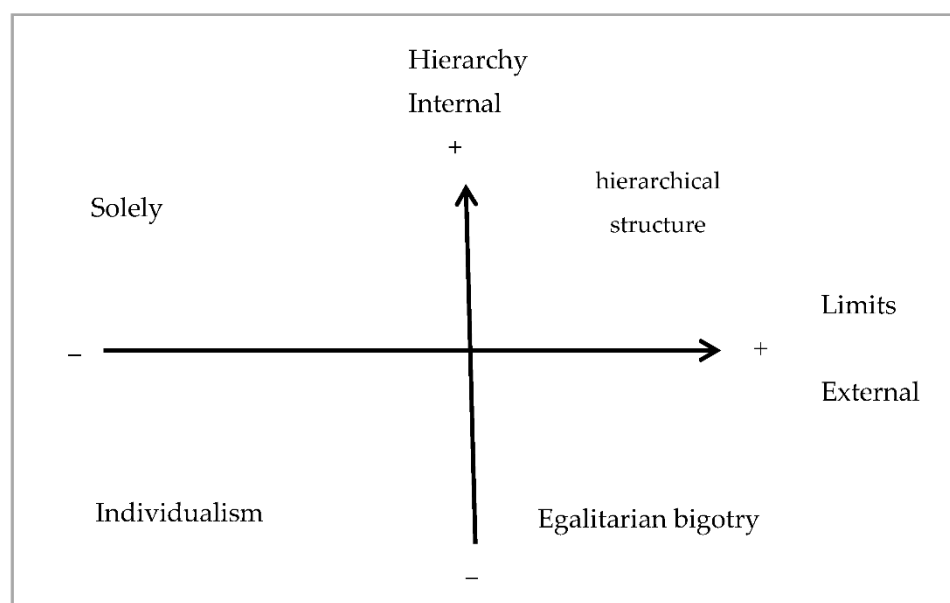 Hierarchy
Internal
+
hierarchical
structure
Solely
Limits
–
+
External
Individualism
Egalitarian bigotry
–